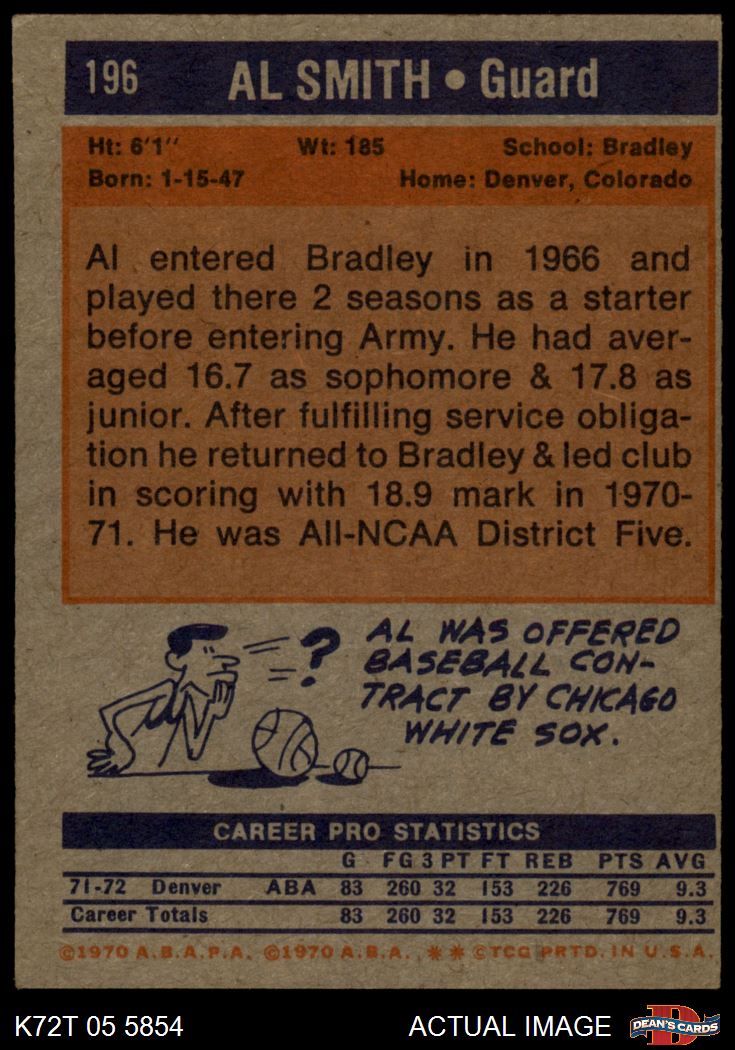 196 AL SMITH • Guard
Ht: 6'1" Wt: 185 School: Bradley
Born: 1-15-47 Home: Denver, Colorado
Al entered Bradley in 1966 and
played there 2 seasons as a starter
before entering Army. He had aver-
aged 16.7 as sophomore & 17.8 as
junior. After fulfilling service obliga-
tion he returned to Bradley & led club
in scoring with 18.9 mark in 1970-
71. He was All-NCAA District Five.
?
AL WAS OFFERED
BASEBALL CON-
TRACT BY CHICAGO
WHITE SOX.
CAREER PRO STATISTICS
G FG 3 PT FT REB PTS AVG
71-72 Denver ABA 83 260 32 153 226 769 9.3
Career Totals 83 260 32 153 226 769 9.3
©1970 A.B.A.P.A. ©1970 A.B.A. ** ©TCG PRTD. IN U.S.A.
K72T 05 5854 ACTUAL IMAGE DEAN'S CARDS